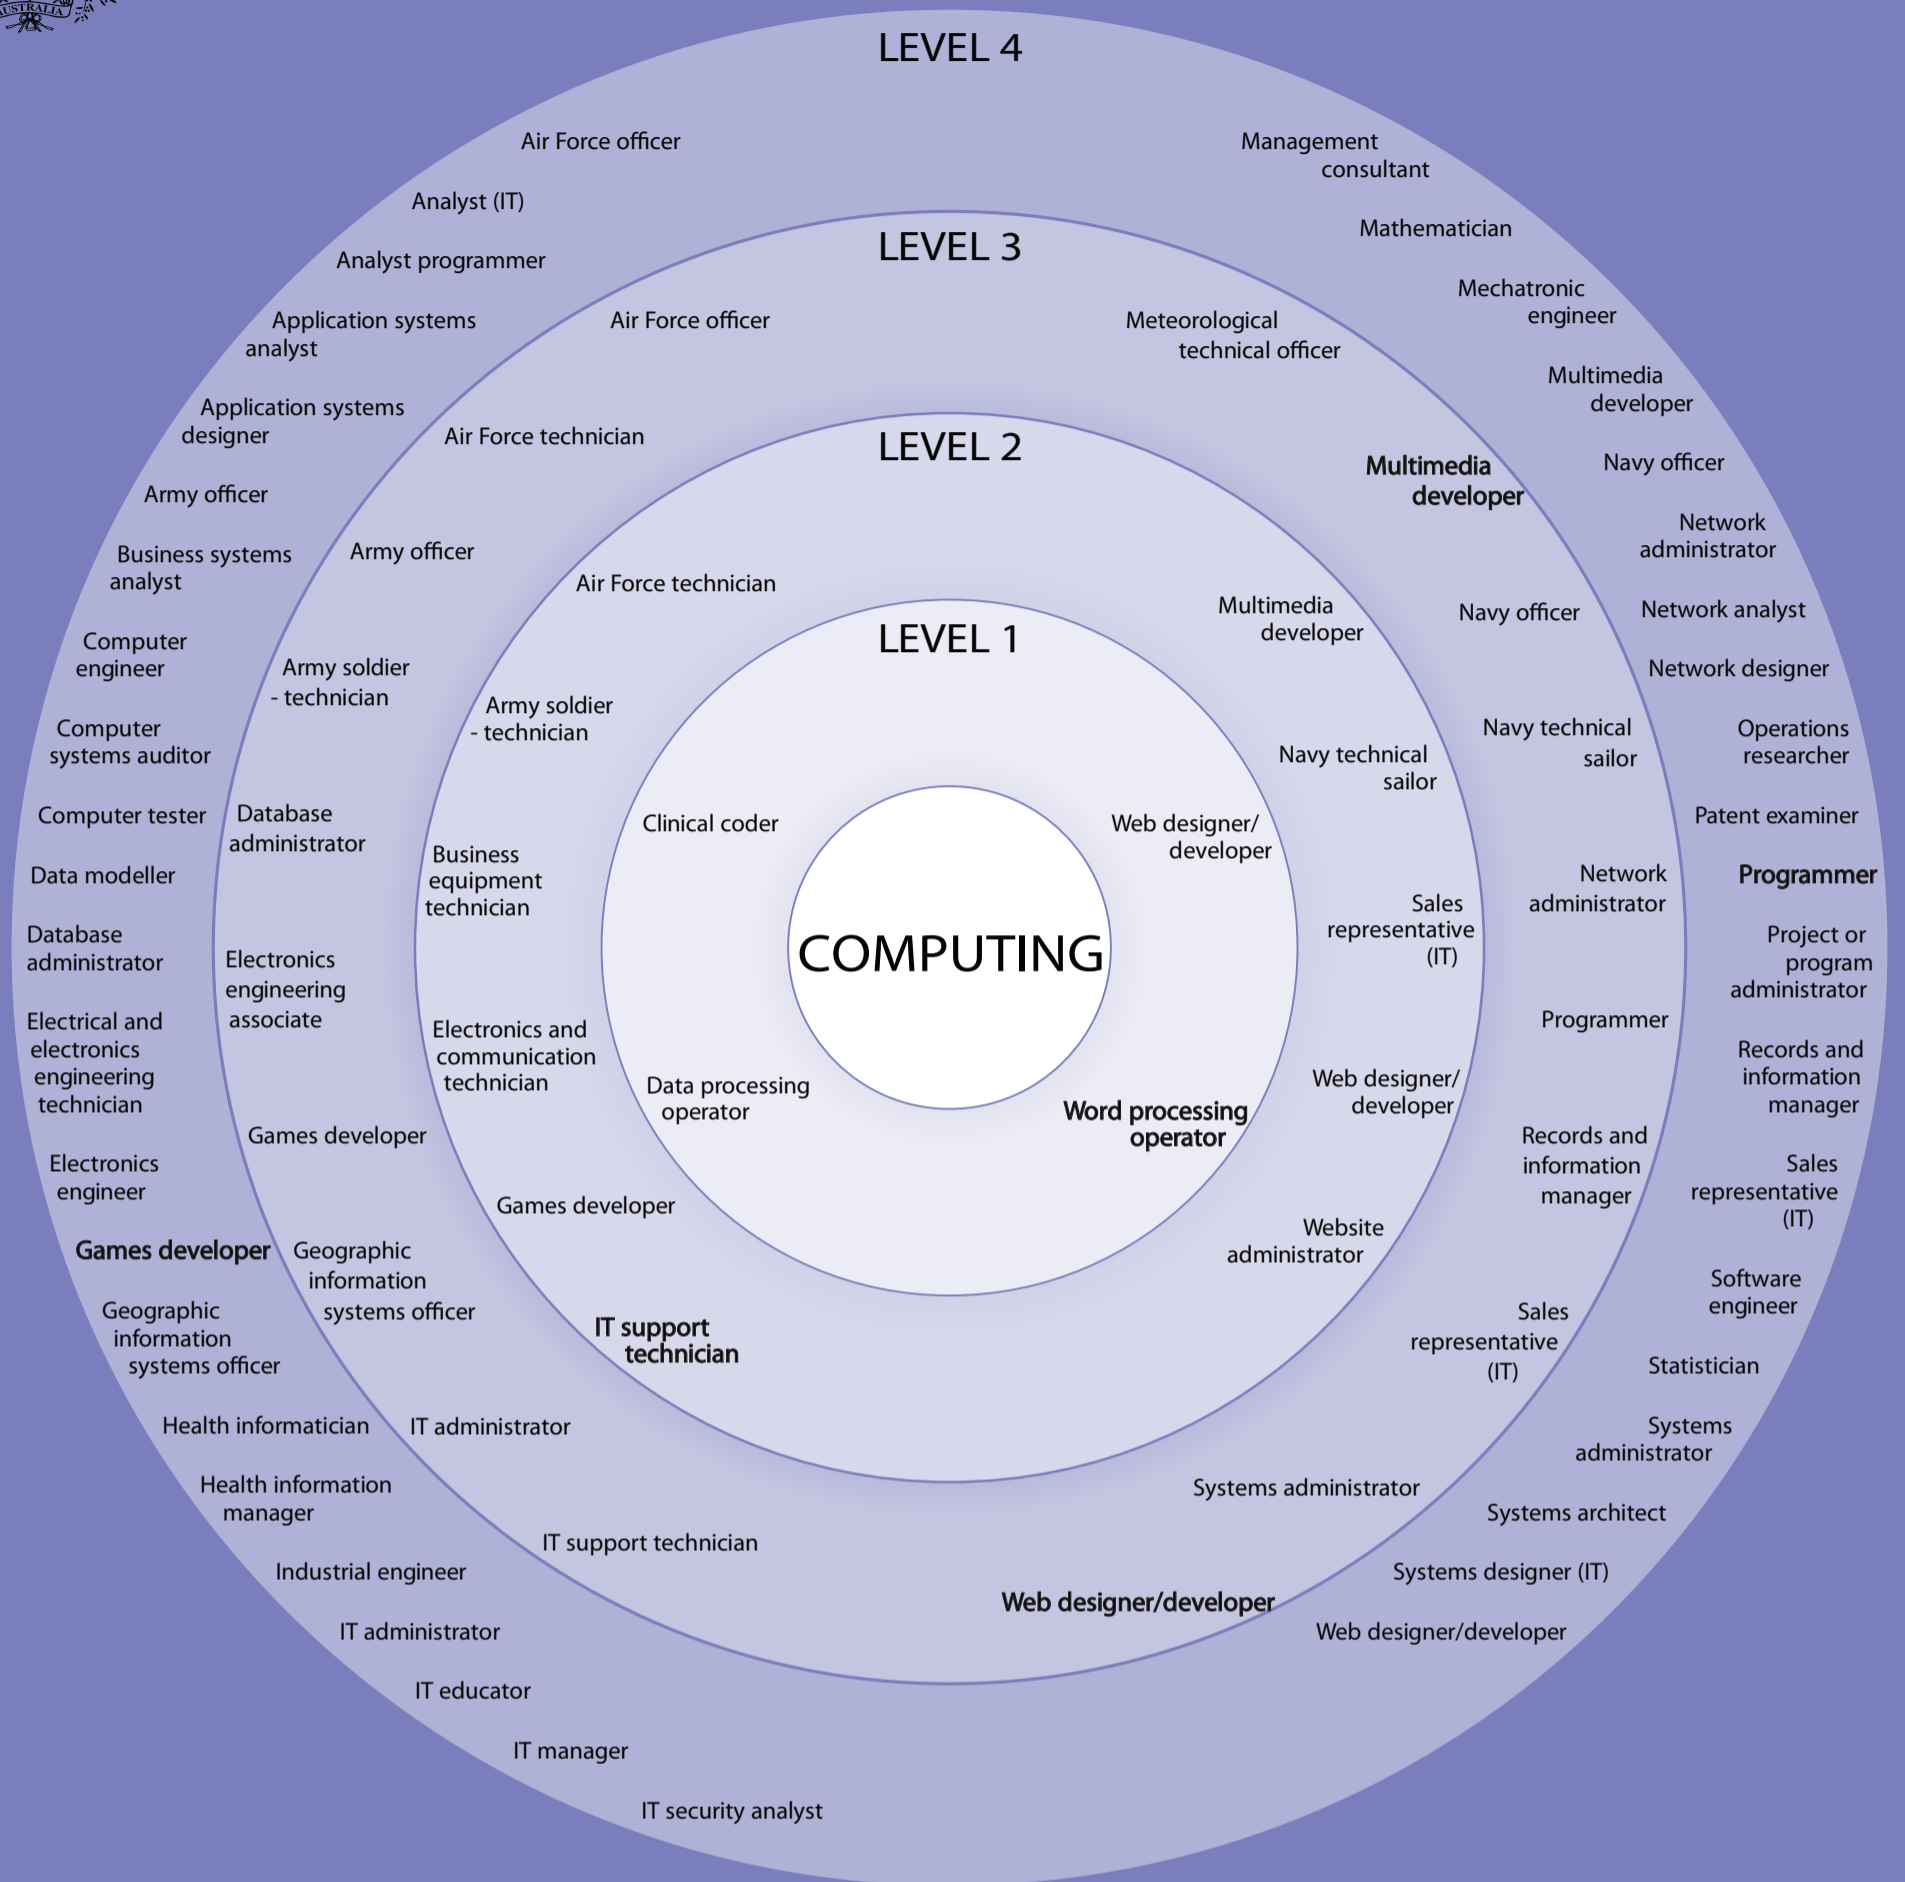 AUSTRALIA
LEVEL 4
Air Force officer
Analyst (IT)
Analyst programmer
Application systems
analyst
Application systems
designer
Army officer
Business systems
analyst
Computer
engineer
Computer
systems auditor
Computer tester
Data modeller
Database
administrator
Electrical and
electronics
engineering
technician
Electronics
engineer
Games developer
Geographic
information
systems officer
Health informatician
Health information
manager
Industrial engineer
IT administrator
IT educator
IT manager
IT security analyst
Management
consultant
Mathematician
Mechatronic
engineer
Multimedia
developer
Navy officer
Network
administrator
Network analyst
Network designer
Operations
researcher
Patent examiner
Programmer
Project or
program
administrator
Records and
information
manager
Sales
representative
(IT)
Software
engineer
Statistician
Systems
administrator
Systems architect
Systems designer (IT)
Web designer/developer
LEVEL 3
Air Force officer
Air Force technician
Army officer
Army soldier
- technician
Database
administrator
Electronics
engineering
associate
Games developer
Geographic
information
systems officer
IT administrator
IT support technician
Meteorological
technical officer
Multimedia
developer
Navy officer
Navy technical
sailor
Network
administrator
Programmer
Records and
information
manager
Sales
representative
(IT)
Systems administrator
Web designer/developer
LEVEL 2
Air Force technician
Army soldier
- technician
Business
equipment
technician
Electronics and
communication
technician
Games developer
IT support
technician
Multimedia
developer
Navy technical
sailor
Sales
representative
(IT)
Web designer/
developer
Website
administrator
LEVEL 1
Clinical coder
Data processing
operator
Web designer/
developer
Word processing
operator
COMPUTING